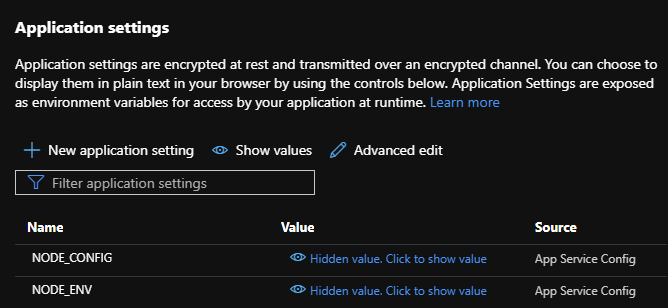 Application settings
Application settings are encrypted at rest and transmitted over an encrypted channel. You can choose to
display them in plain text in your browser by using the controls below. Application Settings are exposed
as environment variables for access by your application at runtime. Learn more
New application setting Show values Advanced edit
Filter application settings
Name Value Source
NODE_CONFIG Hidden value. Click to show value App Service Config
NODE_ENV Hidden value. Click to show value App Service Config